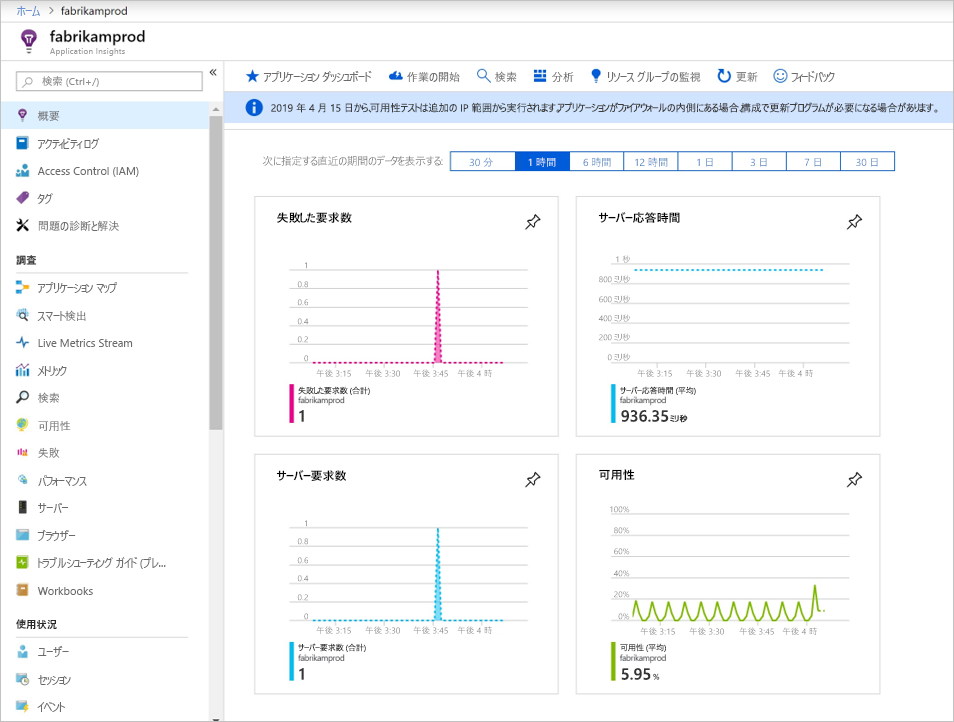 ホーム > fabrikamprod
fabrikamprod
Application Insights
検索 (Ctrl+/)
«
概要
アクティビティ ログ
Access Control (IAM)
タグ
問題の診断と解決
調査
アプリケーション マップ
スマート検出
Live Metrics Stream
メトリック
検索
可用性
失敗
パフォーマンス
サーバー
ブラウザー
トラブルシューティング ガイド (プレ...
Workbooks
使用状況
ユーザー
セッション
イベント
アプリケーション ダッシュボード 作業の開始 検索 分析 リソース グループの監視 更新 フィードバック
2019 年 4 月 15 日から、可用性テストは追加の IP 範囲から実行されます。アプリケーションがファイアウォールの内側にある場合、構成で更新プログラムが必要になる場合があります。
次に指定する直近の期間のデータを表示する: 30 分 1 時間 6 時間 12 時間 1 日 3 日 7 日 30 日
失敗した要求数
1
0.8
0.6
0.4
0.2
0
午後 3:15 午後 3:30 午後 3:45 午後 4 時
失敗した要求数 (合計)
fabrikamprod
1
サーバー応答時間
1 秒
800 ミリ秒
600 ミリ秒
400 ミリ秒
200 ミリ秒
0 ミリ秒
午後 3:15 午後 3:30 午後 3:45 午後 4 時
サーバー応答時間 (平均)
fabrikamprod
936.35 ミリ秒
サーバー要求数
1
0.8
0.6
0.4
0.2
0
午後 3:15 午後 3:30 午後 3:45 午後 4 時
サーバー要求数 (合計)
fabrikamprod
1
可用性
100%
80%
60%
40%
20%
0%
午後 3:15 午後 3:30 午後 3:45 午後 4 時
可用性 (平均)
fabrikamprod
5.95 %